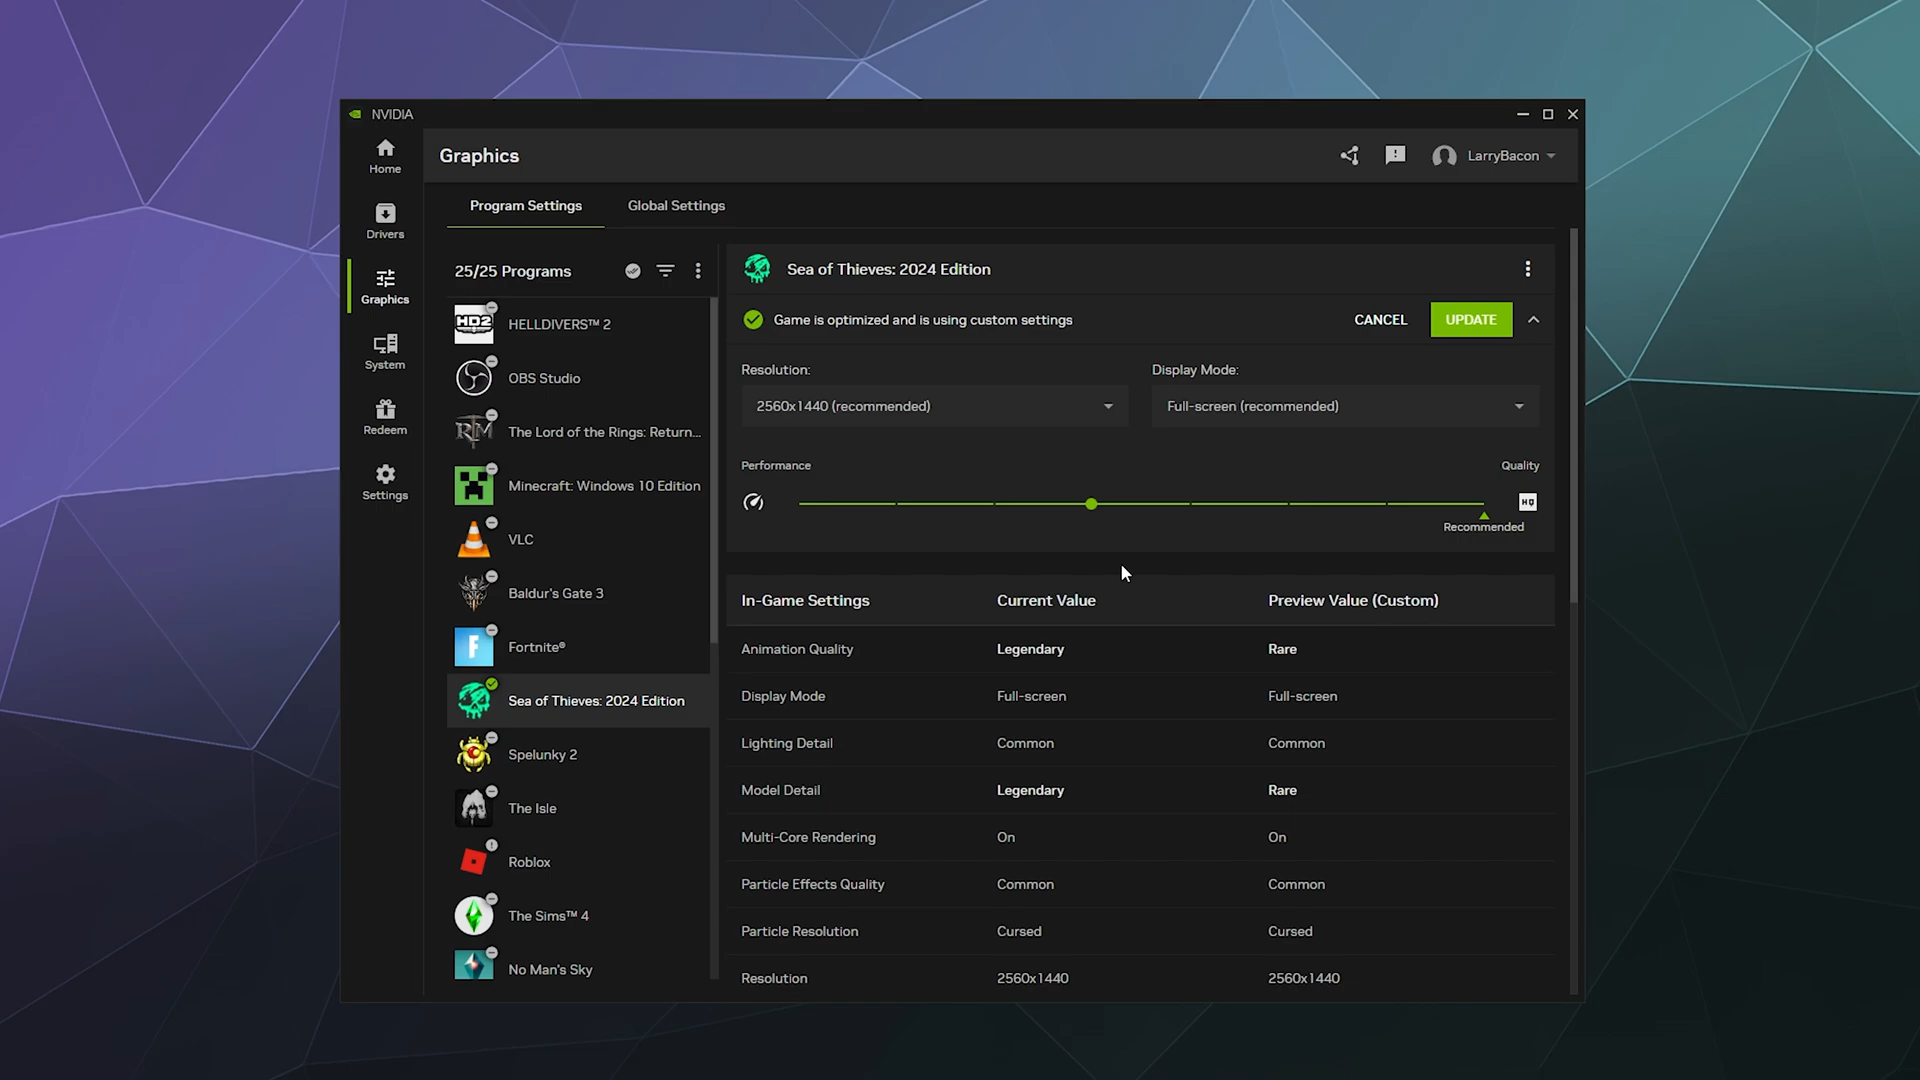 NVIDIA
Home
Drivers
Graphics
System
Redeem
Settings
Graphics
LarryBacon
Program Settings
Global Settings
25/25 Programs
HD2
HELLDIVERS™ 2
OBS Studio
The Lord of the Rings: Return...
Minecraft: Windows 10 Edition
VLC
Baldur's Gate 3
Fortnite®
Sea of Thieves: 2024 Edition
Spelunky 2
The Isle
Roblox
The Sims™ 4
No Man's Sky
Sea of Thieves: 2024 Edition
Game is optimized and is using custom settings
CANCEL
UPDATE
Resolution:
Display Mode:
2560x1440 (recommended)
Full-screen (recommended)
Performance
Quality
HQ
Recommended
In-Game Settings Current Value Preview Value (Custom)
Animation Quality Legendary Rare
Display Mode Full-screen Full-screen
Lighting Detail Common Common
Model Detail Legendary Rare
Multi-Core Rendering On On
Particle Effects Quality Common Common
Particle Resolution Cursed Cursed
Resolution 2560x1440 2560x1440